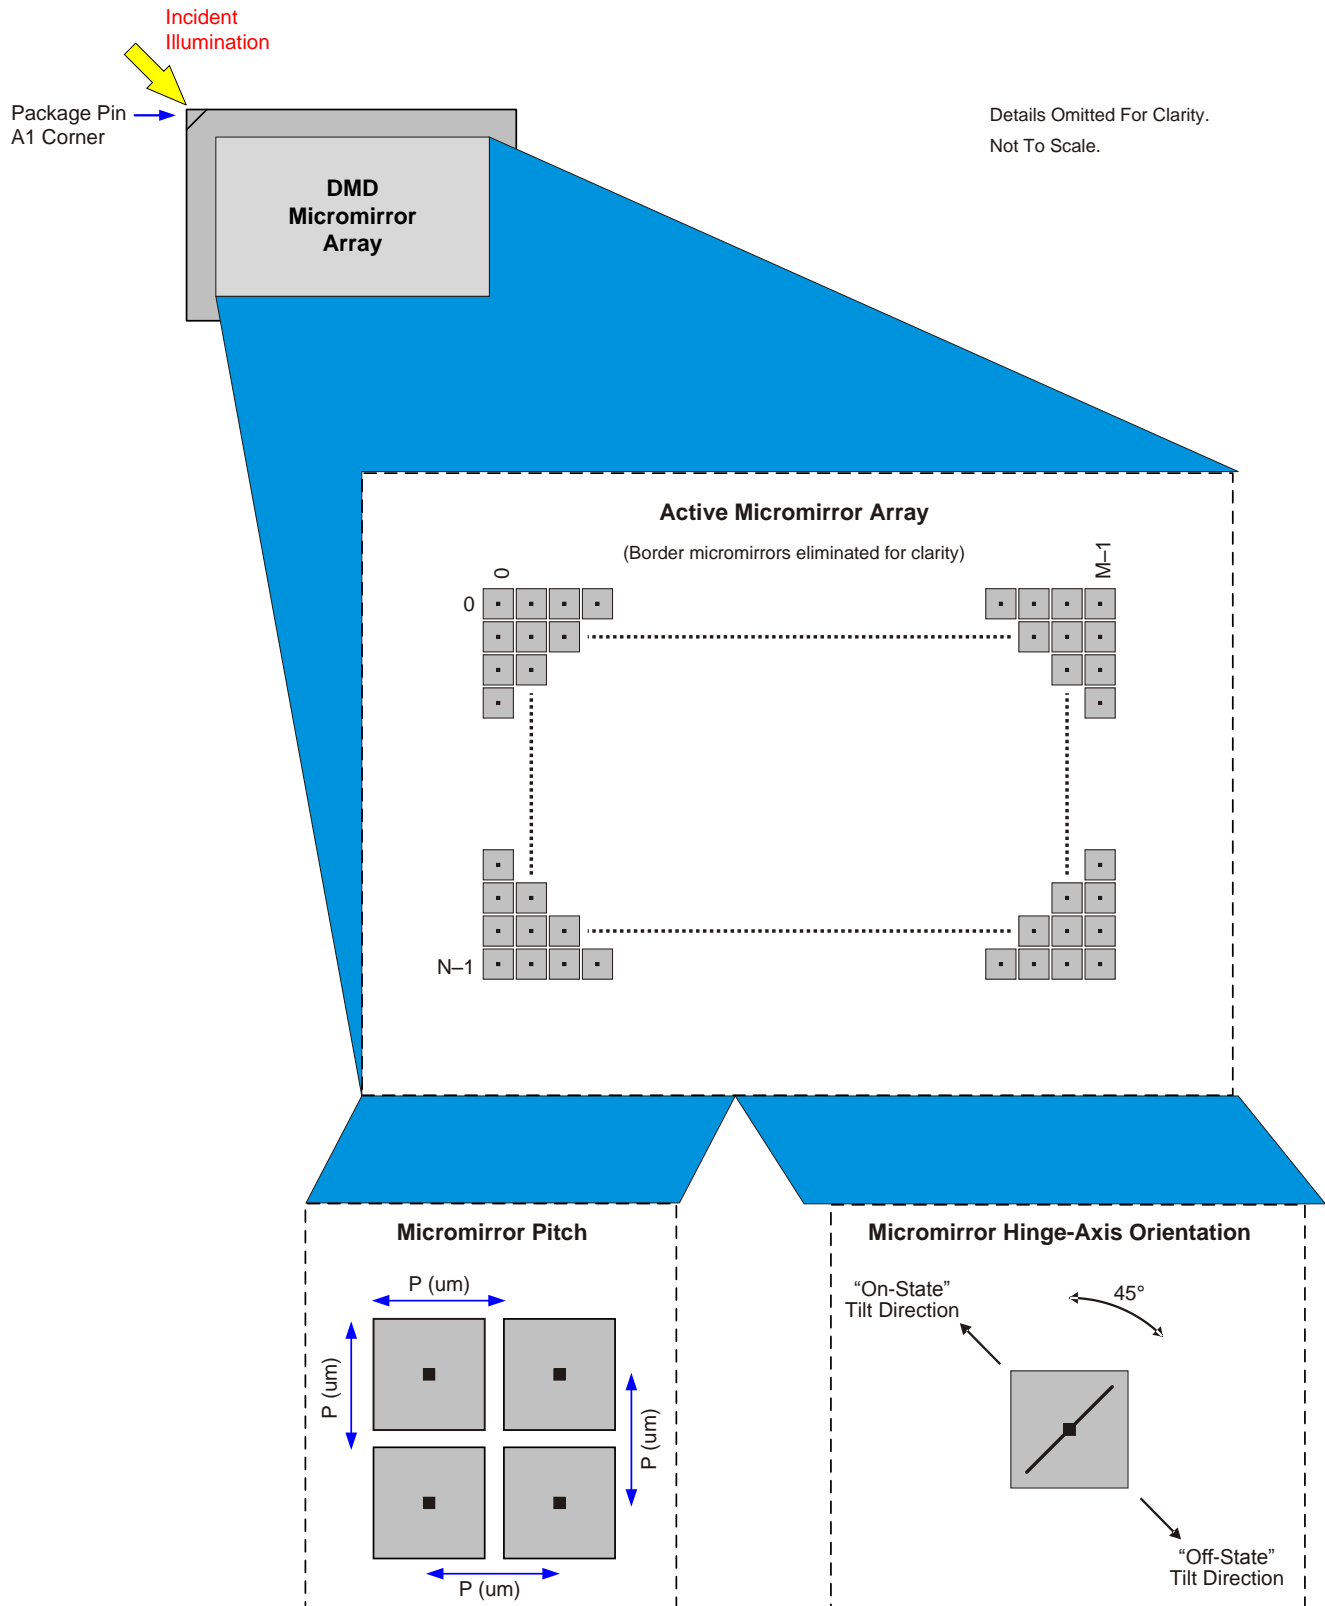 Incident
Illumination
Package Pin
A1 Corner
Details Omitted For Clarity.
Not To Scale.
DMD
Micromirror
Array
Active Micromirror Array
(Border micromirrors eliminated for clarity)
0
M–1
0
N–1
Micromirror Pitch
P (um)
P (um)
P (um)
P (um)
Micromirror Hinge-Axis Orientation
“On-State”
Tilt Direction
45°
“Off-State”
Tilt Direction